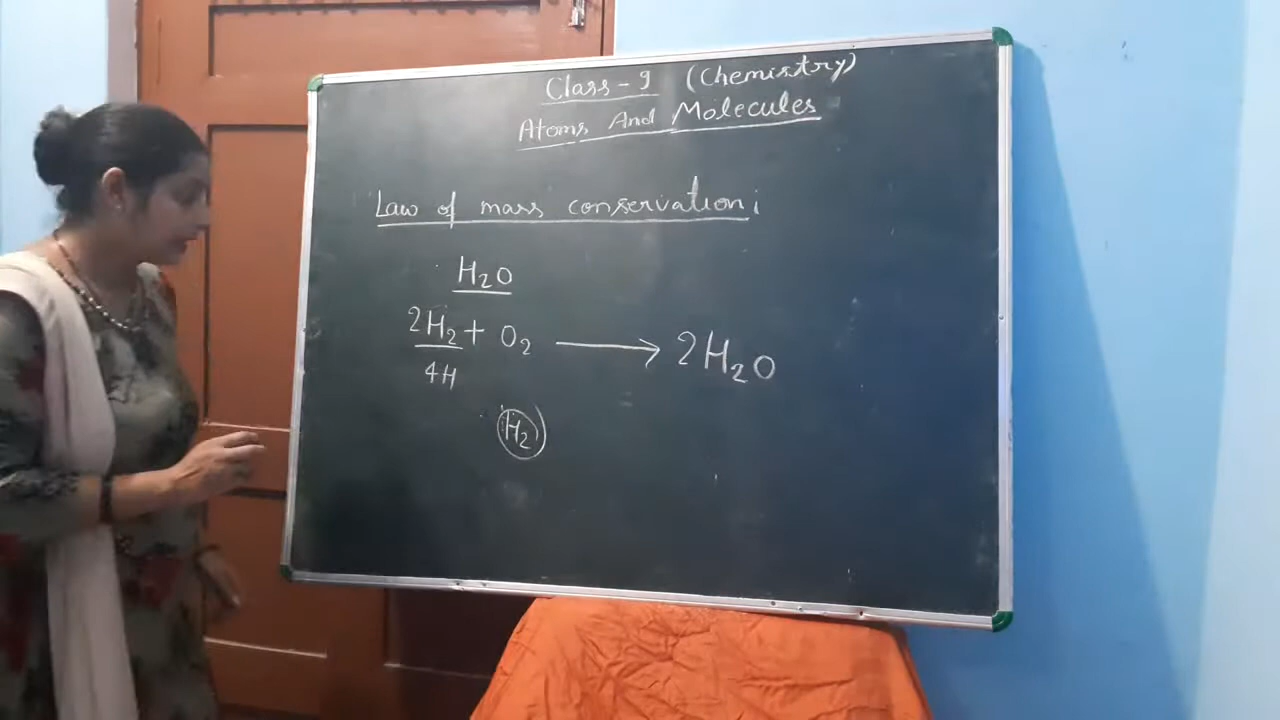 Class - 9 (Chemistry)
Atoms And Molecules
Law of mass conservation;
H₂O
2H₂ + O₂ ⟶ 2H₂O
4H
H₂